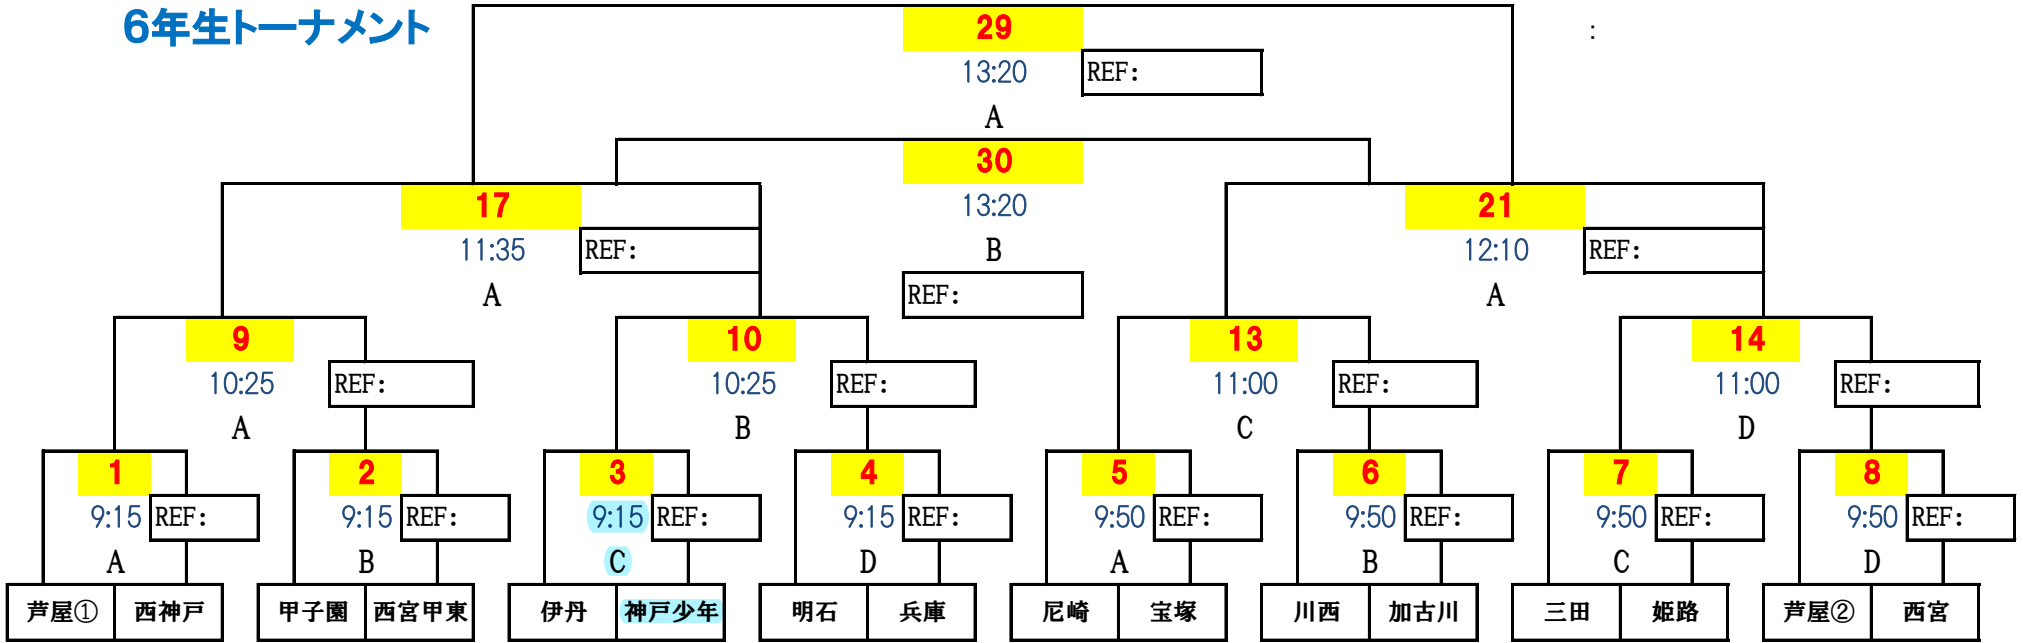 6年生トーナメント
:
29
13:20
REF:
A
30
13:20
B
REF:
17
11:35
REF:
A
21
12:10
REF:
A
9
10:25
REF:
A
10
10:25
REF:
B
13
11:00
REF:
C
14
11:00
REF:
D
1
9:15
REF:
A
2
9:15
REF:
B
3
9:15
REF:
C
4
9:15
REF:
D
5
9:50
REF:
A
6
9:50
REF:
B
7
9:50
REF:
C
8
9:50
REF:
D
芦屋① 西神戸 甲子園 西宮甲東 伊丹 神戸少年 明石 兵庫 尼崎 宝塚 川西 加古川 三田 姫路 芦屋② 西宮